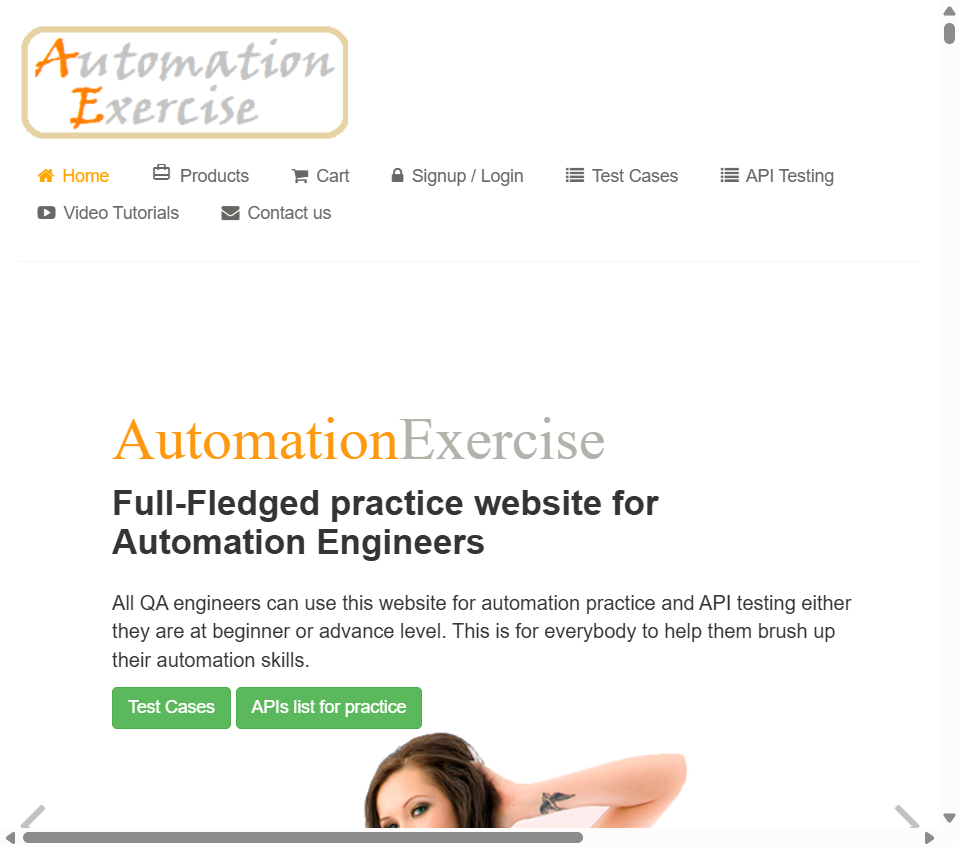 Automation
Exercise
Home Products Cart Signup / Login Test Cases API Testing
Video Tutorials Contact us
AutomationExercise
Full-Fledged practice website for
Automation Engineers
All QA engineers can use this website for automation practice and API testing either
they are at beginner or advance level. This is for everybody to help them brush up
their automation skills.
Test Cases APIs list for practice